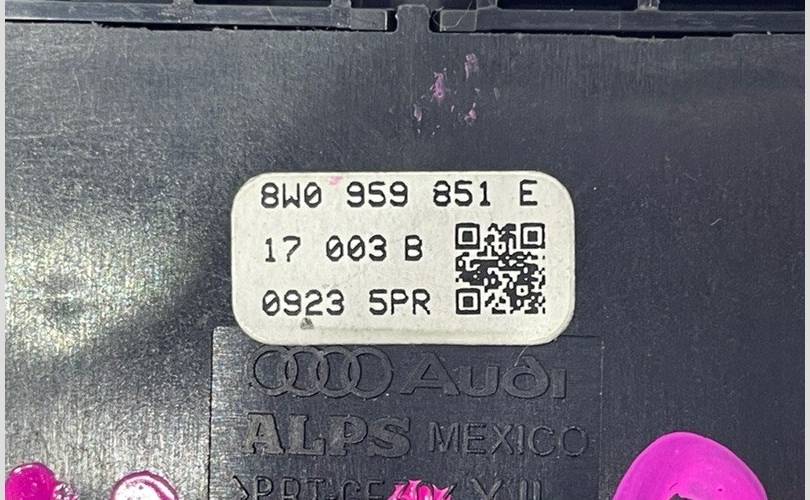 8W0 959 851 E
17 003 B
0923 5PR
Audi
ALPS MEXICO